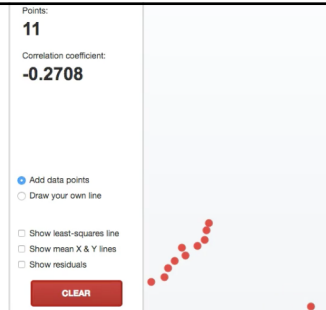 Points:
11
Correlation coefficient:
-0.2708
Add data points
Draw your own line
Show least-squares line
Show mean X & Y lines
Show residuals
CLEAR